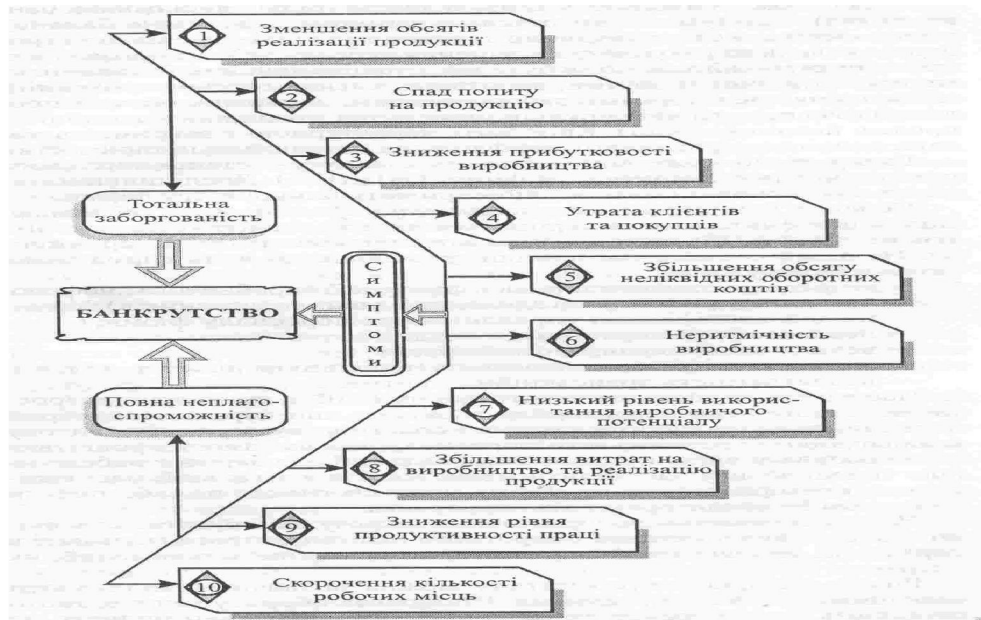 1
Зменшення обсягів
реалізації продукції
2
Спад попиту
на продукцію
3
Зниження прибутковості
виробництва
Тотальна
заборгованість
4
Утрата клієнтів
та покупців
Симптоми
5
Збільшення обсягу
неліквідних оборотних
коштів
БАНКРУТСТВО
6
Неритмічність
виробництва
Повна неплато-
спроможність
7
Низький рівень викорис-
тання виробничого
потенціалу
8
Збільшення витрат на
виробництво та реалізацію
продукції
9
Зниження рівня
продуктивності праці
10
Скорочення кількості
робочих місць